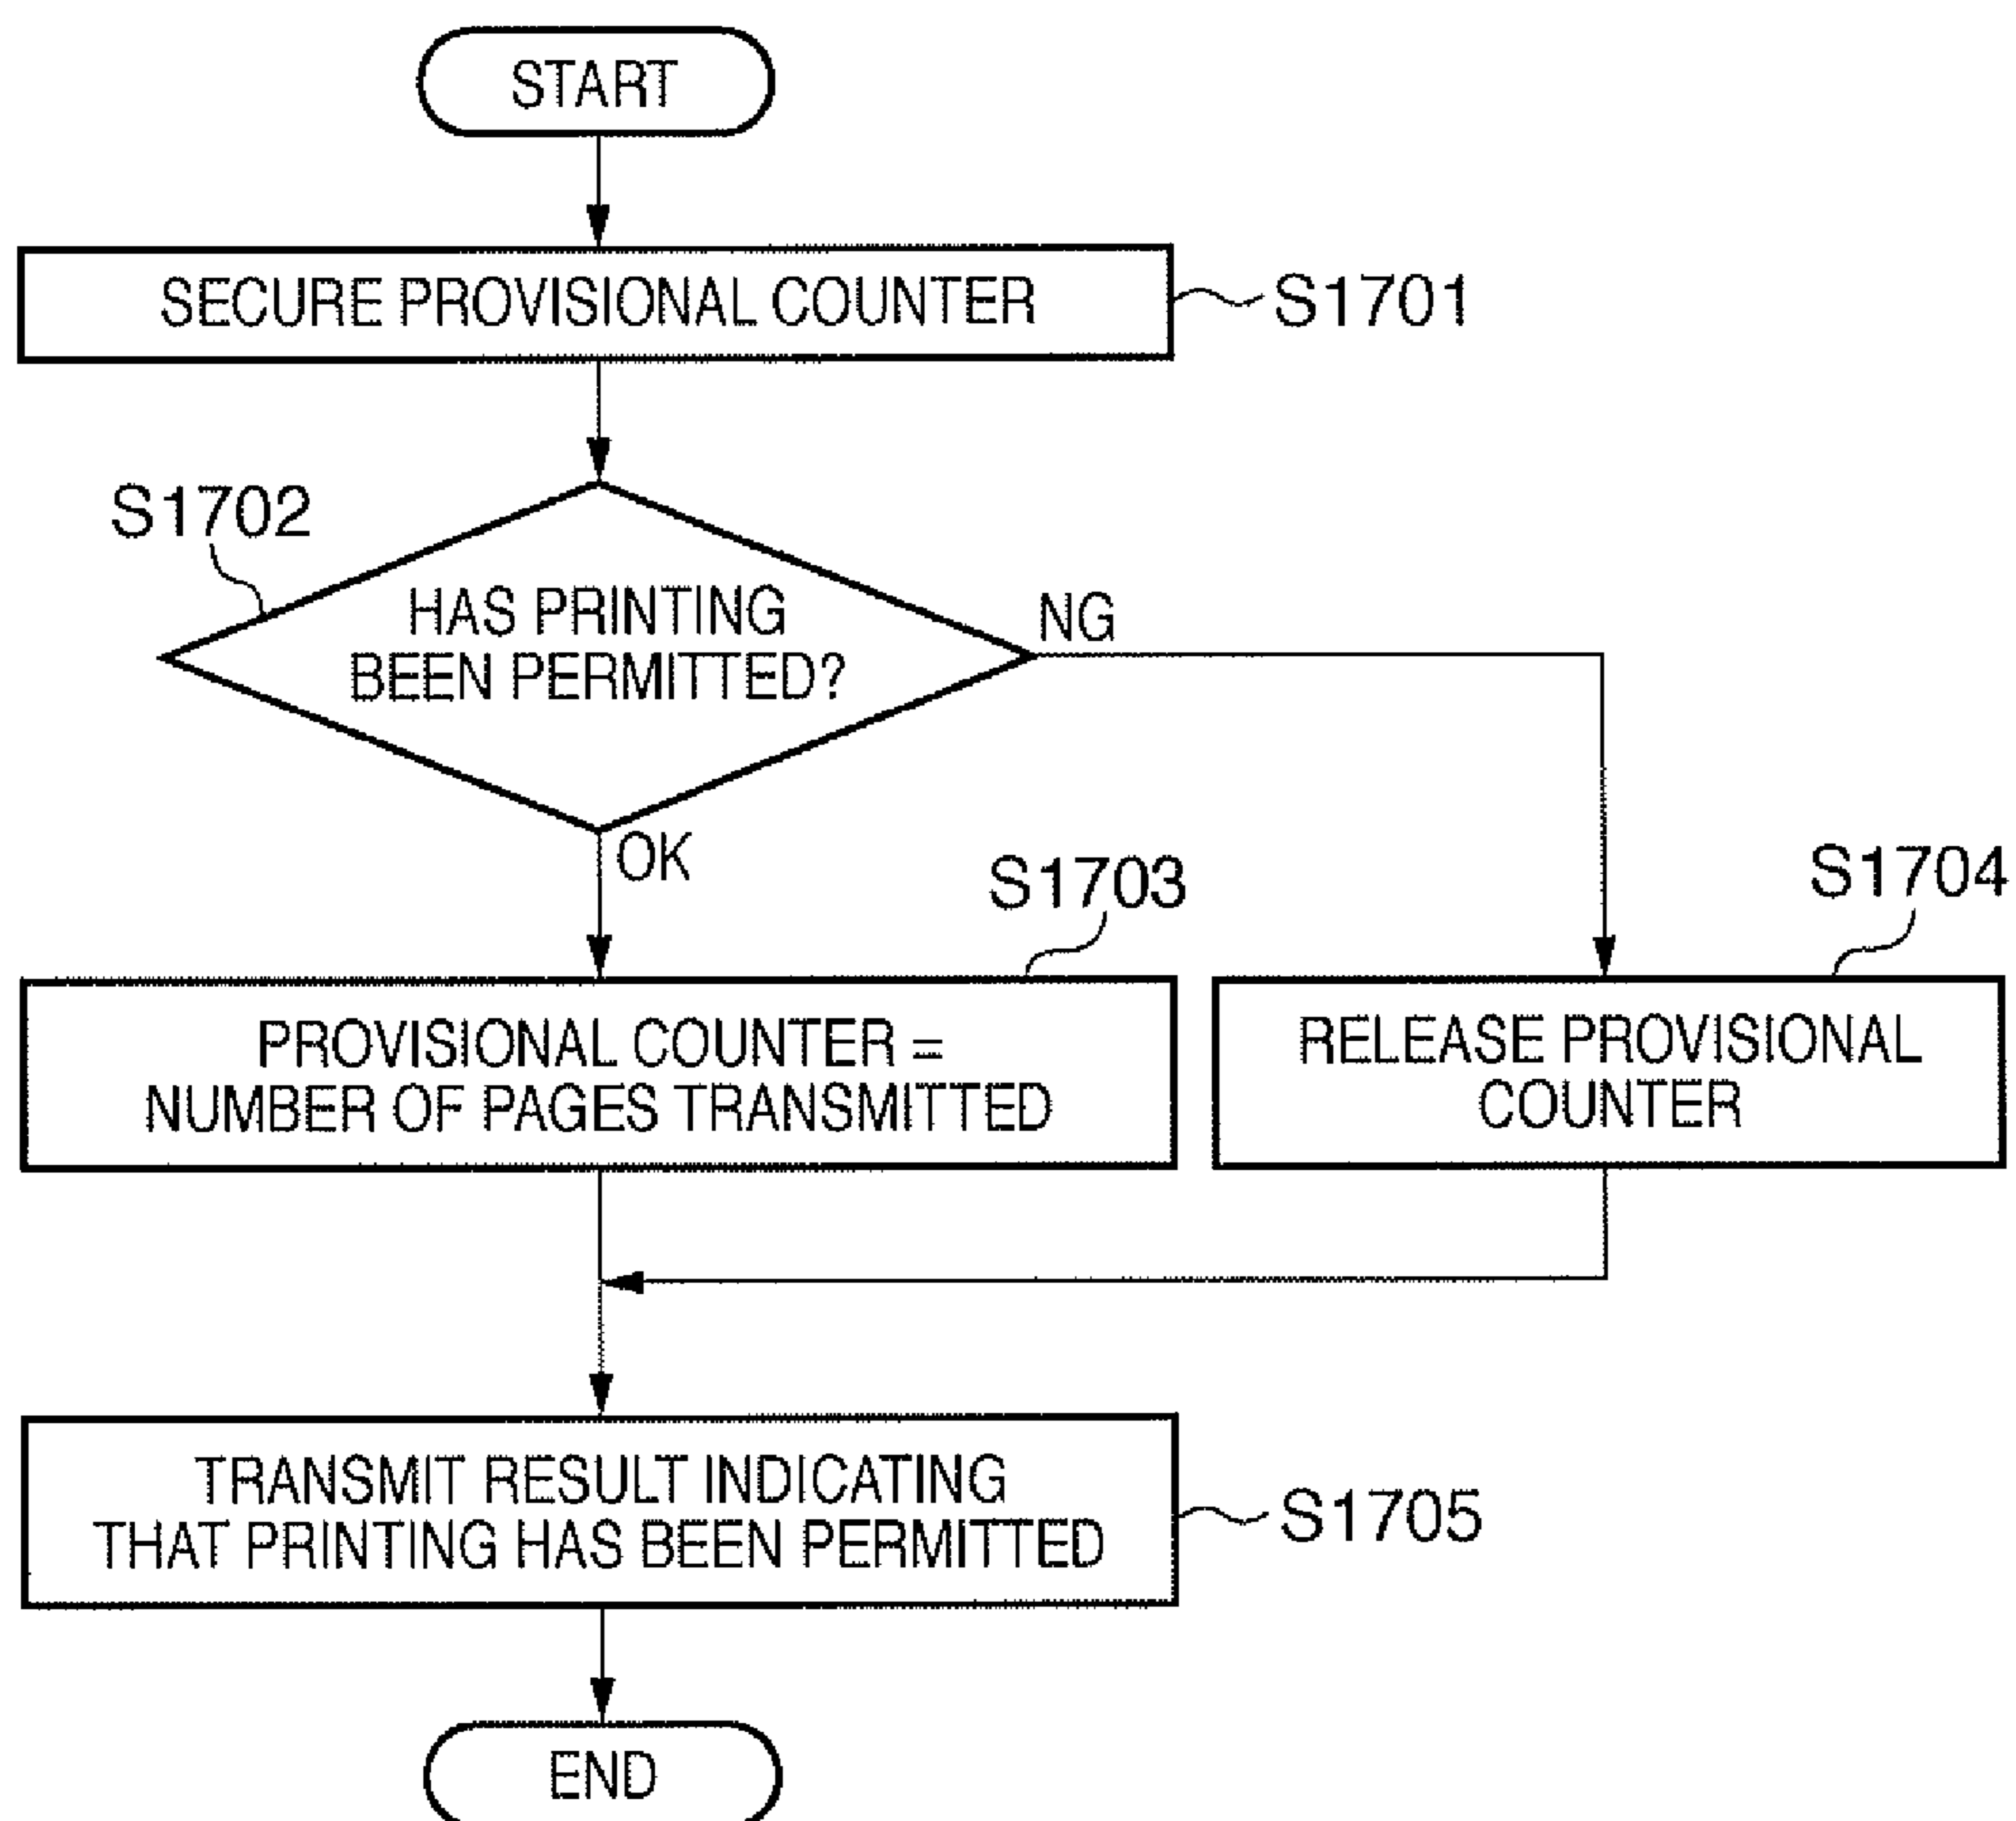 START
SECURE PROVISIONAL COUNTER
S1701
S1702
HAS PRINTING
BEEN PERMITTED?
NG
OK
S1703
S1704
PROVISIONAL COUNTER =
NUMBER OF PAGES TRANSMITTED
RELEASE PROVISIONAL
COUNTER
TRANSMIT RESULT INDICATING
THAT PRINTING HAS BEEN PERMITTED
S1705
END